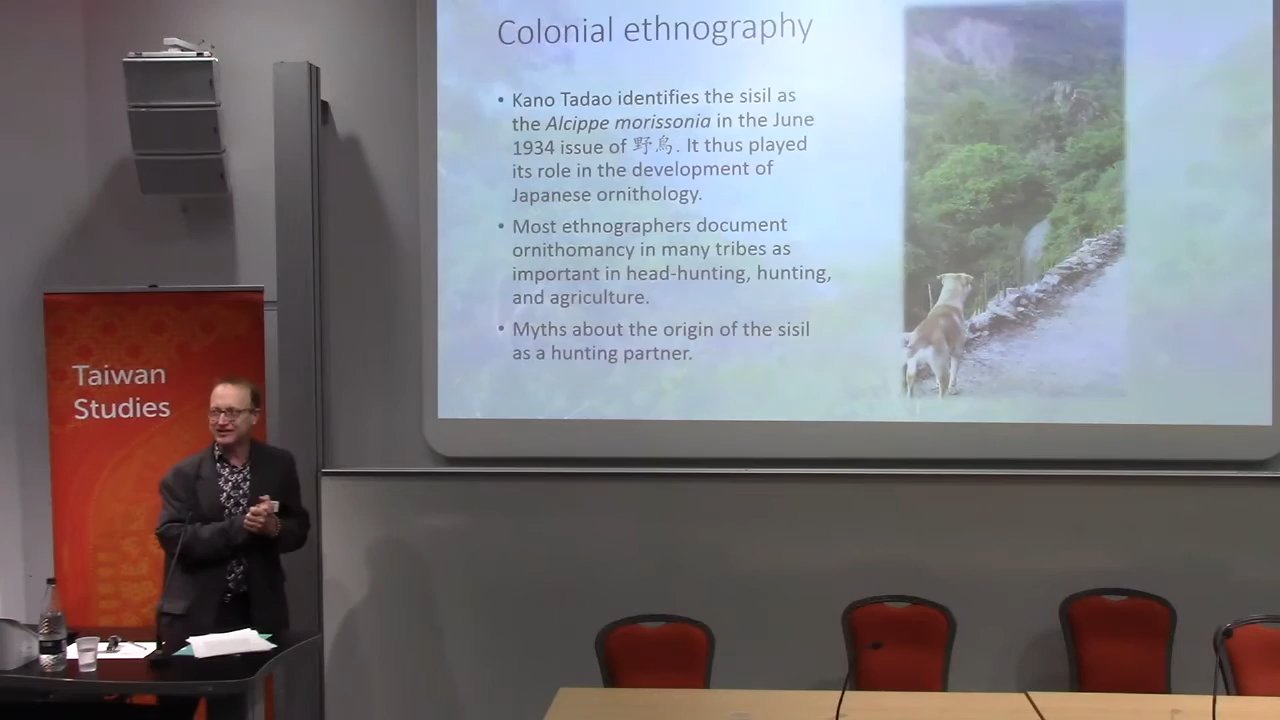 Colonial ethnography
• Kano Tadao identifies the sisil as
the Alcippe morissonia in the June
1934 issue of 野鳥. It thus played
its role in the development of
Japanese ornithology.
• Most ethnographers document
ornithomancy in many tribes as
important in head-hunting, hunting,
and agriculture.
• Myths about the origin of the sisil
as a hunting partner.
Taiwan
Studies